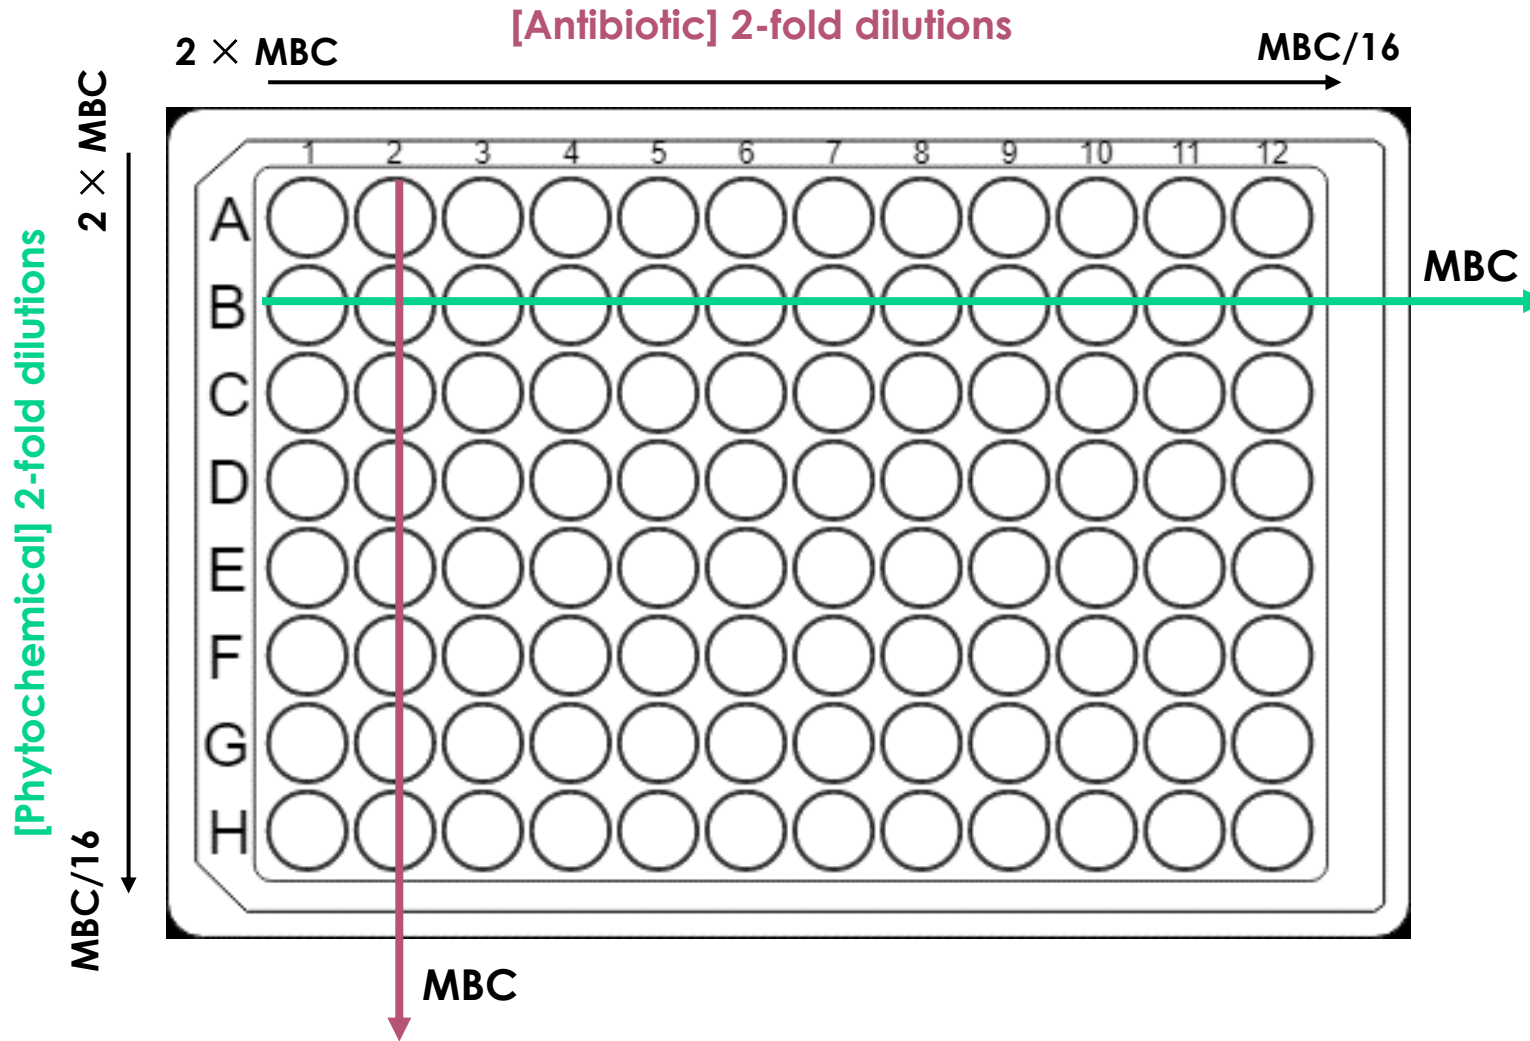 [Antibiotic] 2-fold dilutions
2 × MBC
MBC/16
2 × MBC
[Phytochemical] 2-fold dilutions
MBC/16
1 2 3 4 5 6 7 8 9 10 11 12
A
B
MBC
C
D
E
F
G
H
MBC